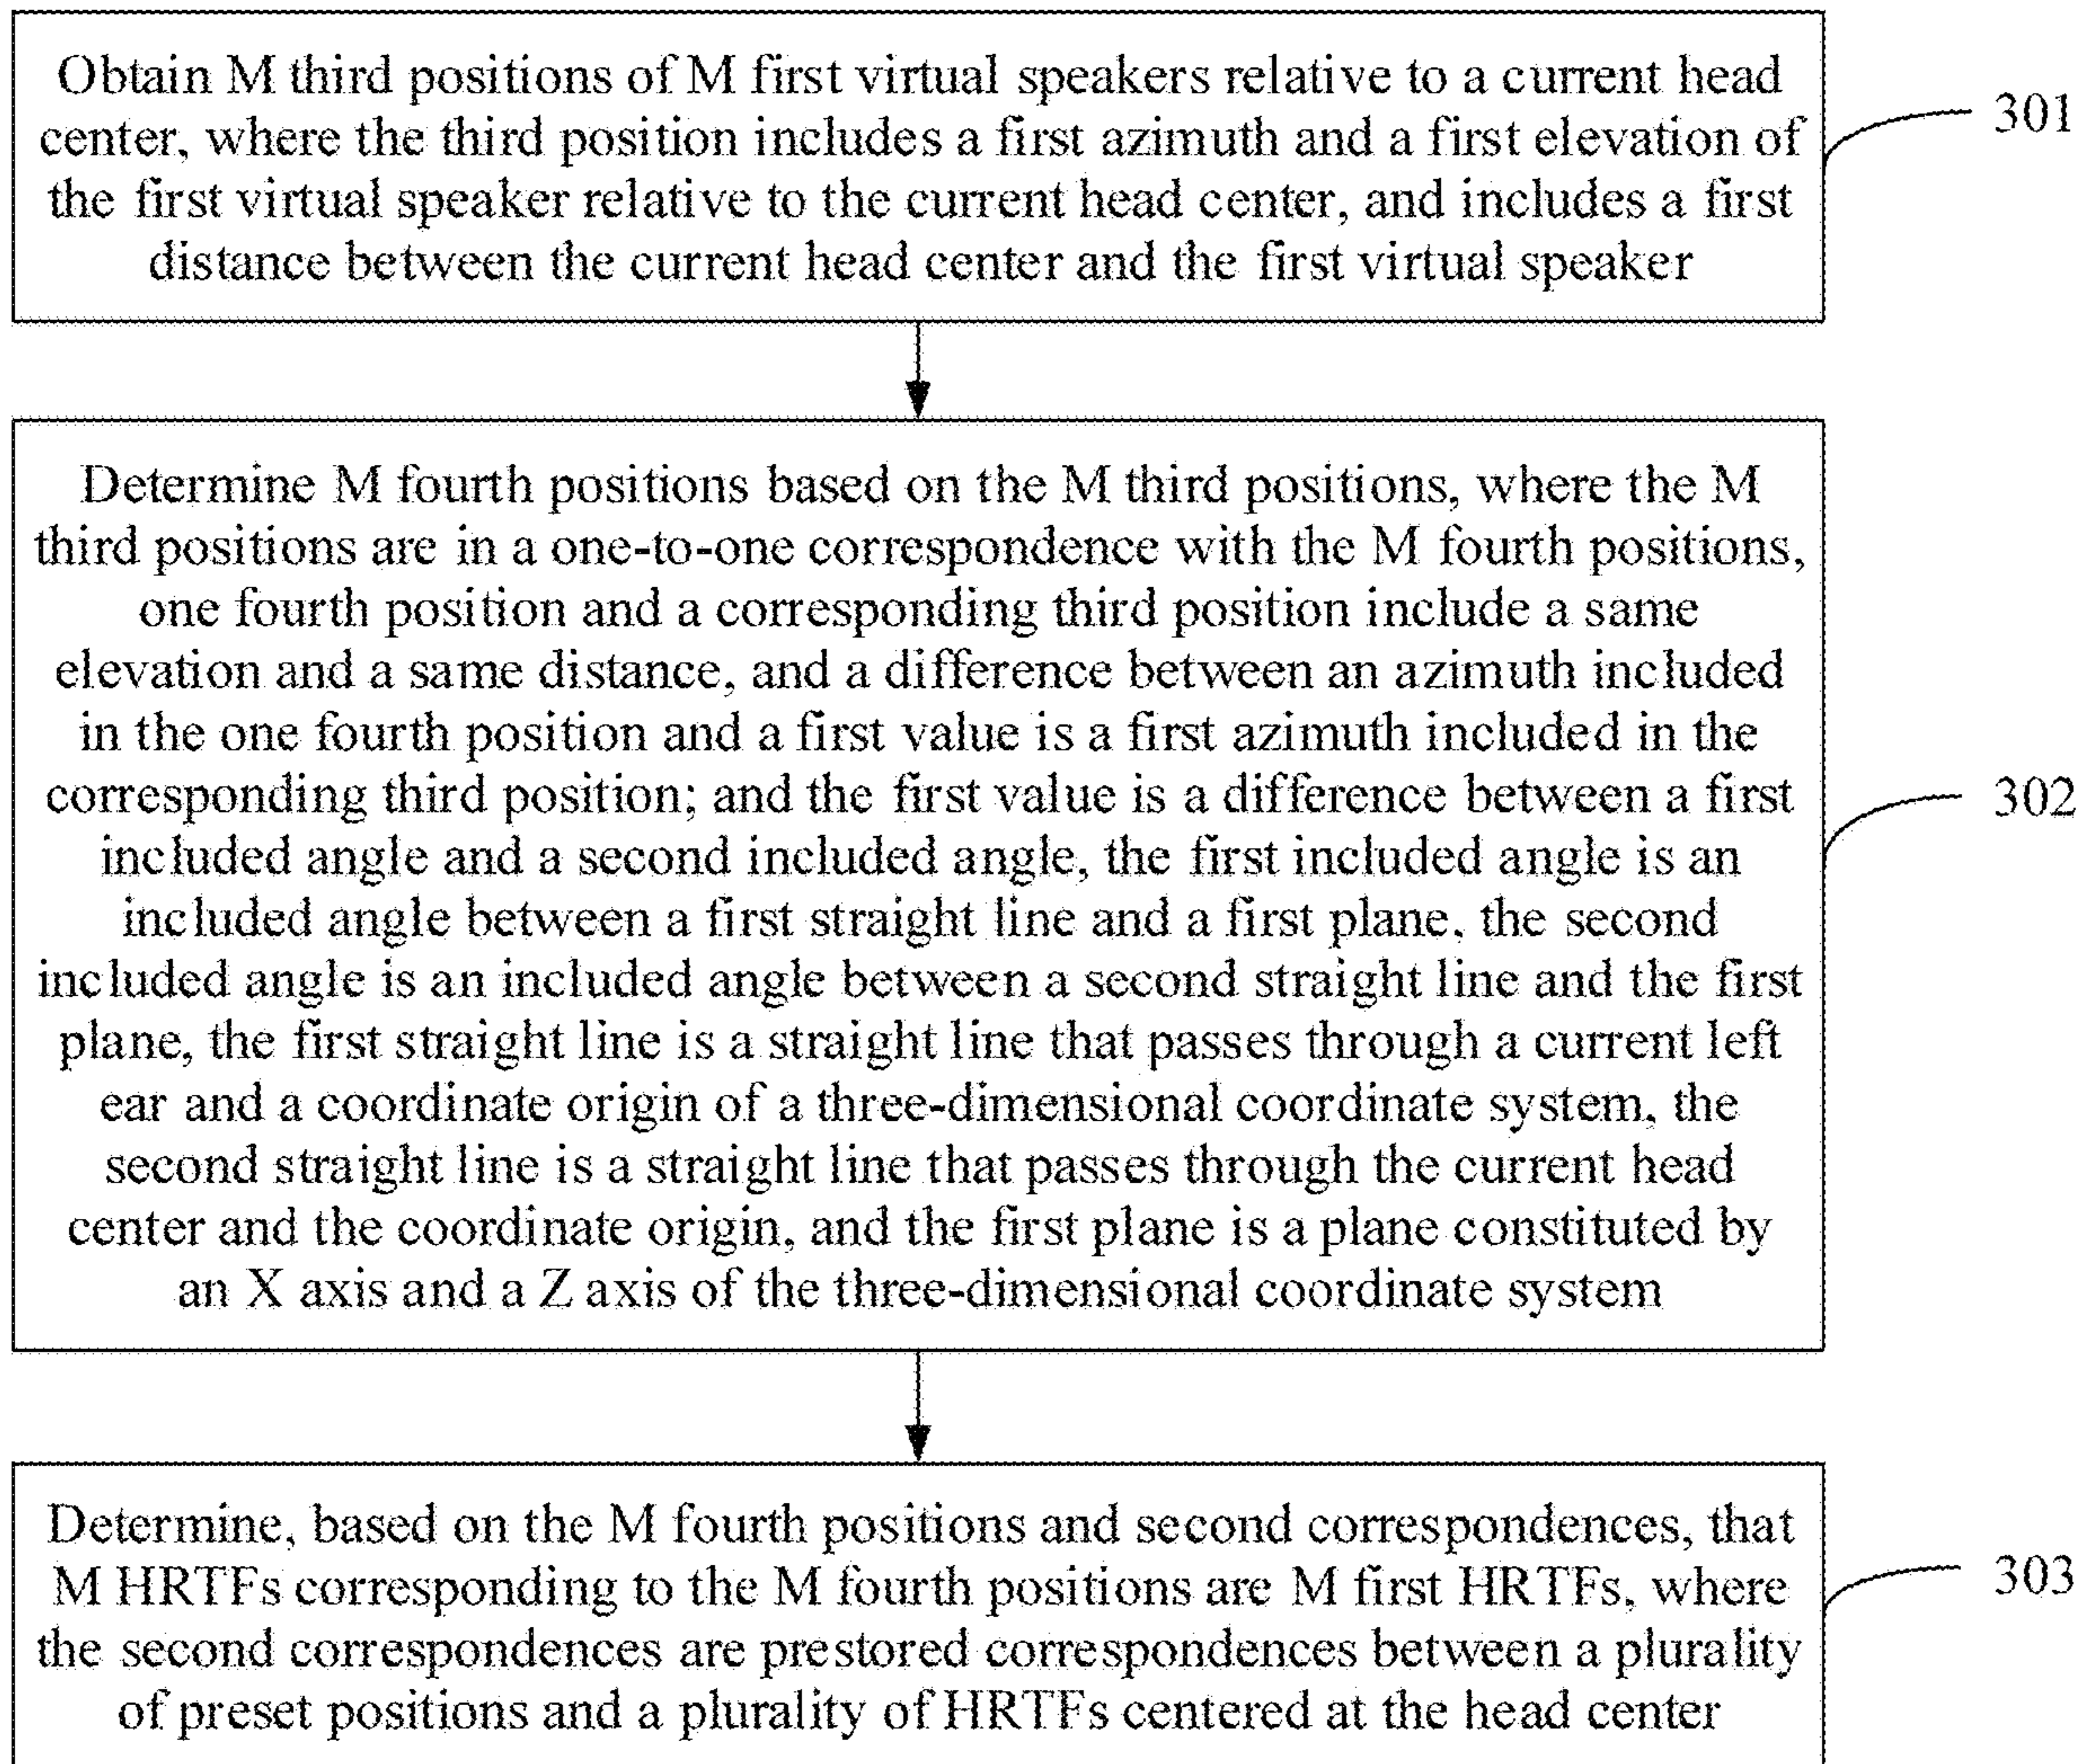 Obtain M third positions of M first virtual speakers relative to a current head
center, where the third position includes a first azimuth and a first elevation of
the first virtual speaker relative to the current head center, and includes a first
distance between the current head center and the first virtual speaker
301
Determine M fourth positions based on the M third positions, where the M
third positions are in a one-to-one correspondence with the M fourth positions,
one fourth position and a corresponding third position include a same
elevation and a same distance, and a difference between an azimuth included
in the one fourth position and a first value is a first azimuth included in the
corresponding third position; and the first value is a difference between a first
included angle and a second included angle, the first included angle is an
included angle between a first straight line and a first plane, the second
included angle is an included angle between a second straight line and the first
plane, the first straight line is a straight line that passes through a current left
ear and a coordinate origin of a three-dimensional coordinate system, the
second straight line is a straight line that passes through the current head
center and the coordinate origin, and the first plane is a plane constituted by
an X axis and a Z axis of the three-dimensional coordinate system
302
Determine, based on the M fourth positions and second correspondences, that
M HRTFs corresponding to the M fourth positions are M first HRTFs, where
the second correspondences are prestored correspondences between a plurality
of preset positions and a plurality of HRTFs centered at the head center
303